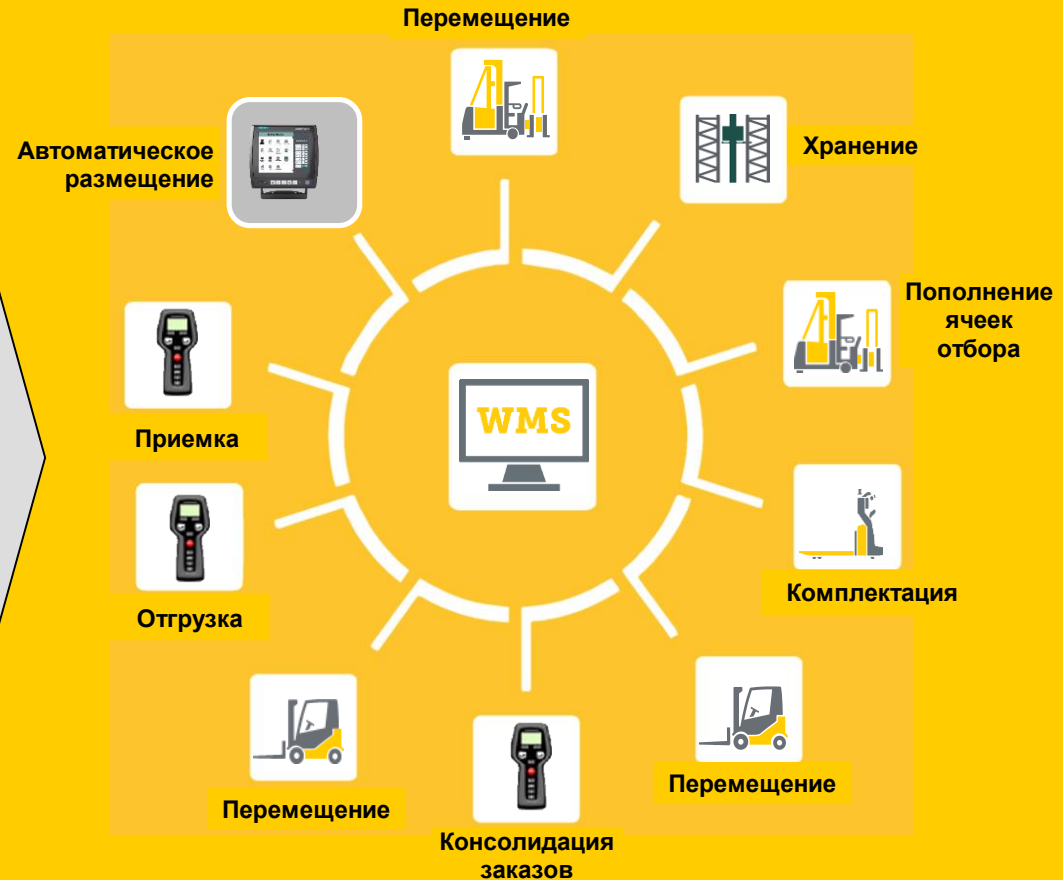 Перемещение
Автоматическое
размещение
Хранение
Пополнение
ячеек
отбора
WMS
Приемка
Отгрузка
Комплектация
Перемещение
Перемещение
Консолидация
заказов